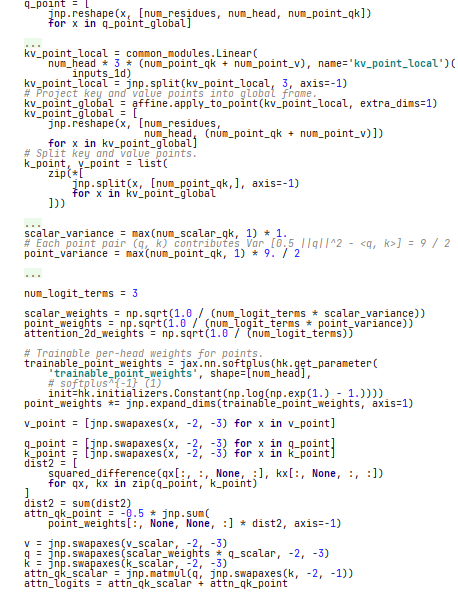 q_point = [
jnp.reshape(x, [num_residues, num_head, num_point_qk])
for x in q_point_global]
...
kv_point_local = common_modules.Linear(
num_head * 3 * (num_point_qk + num_point_v), name='kv_point_local')(
inputs_1d)
kv_point_local = jnp.split(kv_point_local, 3, axis=-1)
# Project key and value points into global frame.
kv_point_global = affine.apply_to_point(kv_point_local, extra_dims=1)
kv_point_global = [
jnp.reshape(x, [num_residues,
num_head, (num_point_qk + num_point_v)])
for x in kv_point_global]
# Split key and value points.
k_point, v_point = list(
zip(*[
jnp.split(x, [num_point_qk,], axis=-1)
for x in kv_point_global
]))
...
scalar_variance = max(num_scalar_qk, 1) * 1.
# Each point pair (q, k) contributes Var [0.5 ||q||^2 - <q, k>] = 9 / 2
point_variance = max(num_point_qk, 1) * 9. / 2
...
num_logit_terms = 3
scalar_weights = np.sqrt(1.0 / (num_logit_terms * scalar_variance))
point_weights = np.sqrt(1.0 / (num_logit_terms * point_variance))
attention_2d_weights = np.sqrt(1.0 / (num_logit_terms))
# Trainable per-head weights for points.
trainable_point_weights = jax.nn.softplus(hk.get_parameter(
'trainable_point_weights', shape=[num_head],
# softplus^{-1} (1)
init=hk.initializers.Constant(np.log(np.exp(1.) - 1.))))
point_weights *= jnp.expand_dims(trainable_point_weights, axis=1)
v_point = [jnp.swapaxes(x, -2, -3) for x in v_point]
q_point = [jnp.swapaxes(x, -2, -3) for x in q_point]
k_point = [jnp.swapaxes(x, -2, -3) for x in k_point]
dist2 = [
squared_difference(qx[:, :, None, :], kx[:, None, :, :])
for qx, kx in zip(q_point, k_point)
]
dist2 = sum(dist2)
attn_qk_point = -0.5 * jnp.sum(
point_weights[:, None, None, :] * dist2, axis=-1)
v = jnp.swapaxes(v_scalar, -2, -3)
q = jnp.swapaxes(scalar_weights * q_scalar, -2, -3)
k = jnp.swapaxes(k_scalar, -2, -3)
attn_qk_scalar = jnp.matmul(q, jnp.swapaxes(k, -2, -1))
attn_logits = attn_qk_scalar + attn_qk_point